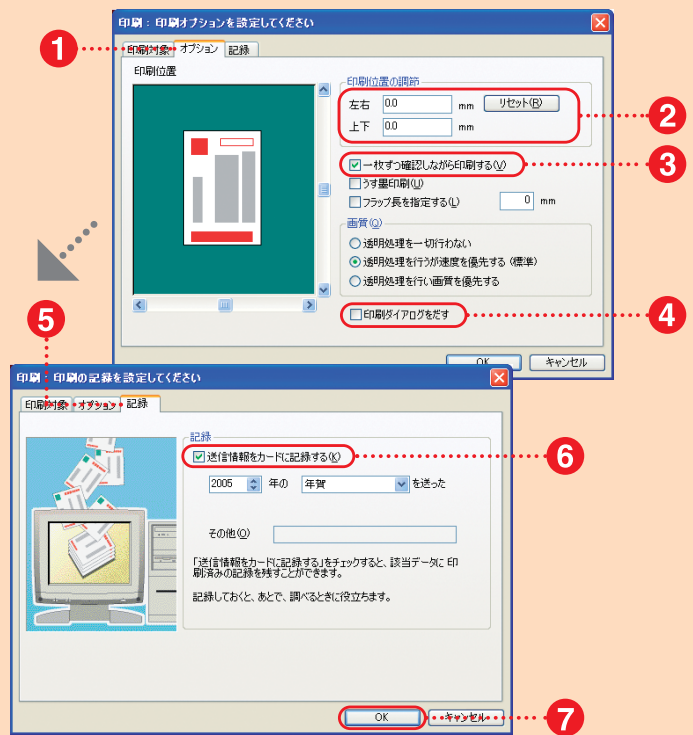 印刷：印刷オプションを設定してください
1
印刷対象 オプション 記録
印刷位置
印刷位置の調節
左右 0.0 mm リセット(R)
上下 0.0 mm
2
一枚ずつ確認しながら印刷する(V)
3
うす墨印刷(U)
フラップ長を指定する(L) 0 mm
画質(Q)
透明処理を一切行わない
透明処理を行うが速度を優先する (標準)
透明処理を行い画質を優先する
印刷ダイアログをだす
4
OK キャンセル
5
印刷：印刷の記録を設定してください
印刷対象 オプション 記録
記録
送信情報をカードに記録する(K)
6
2005 年の 年賀 を送った
その他(O)
「送信情報をカードに記録する」をチェックすると、該当データに 印
刷済みの記録を残すことができます。
記録しておくと、あとで、調べるときに役立ちます。
OK キャンセル
7